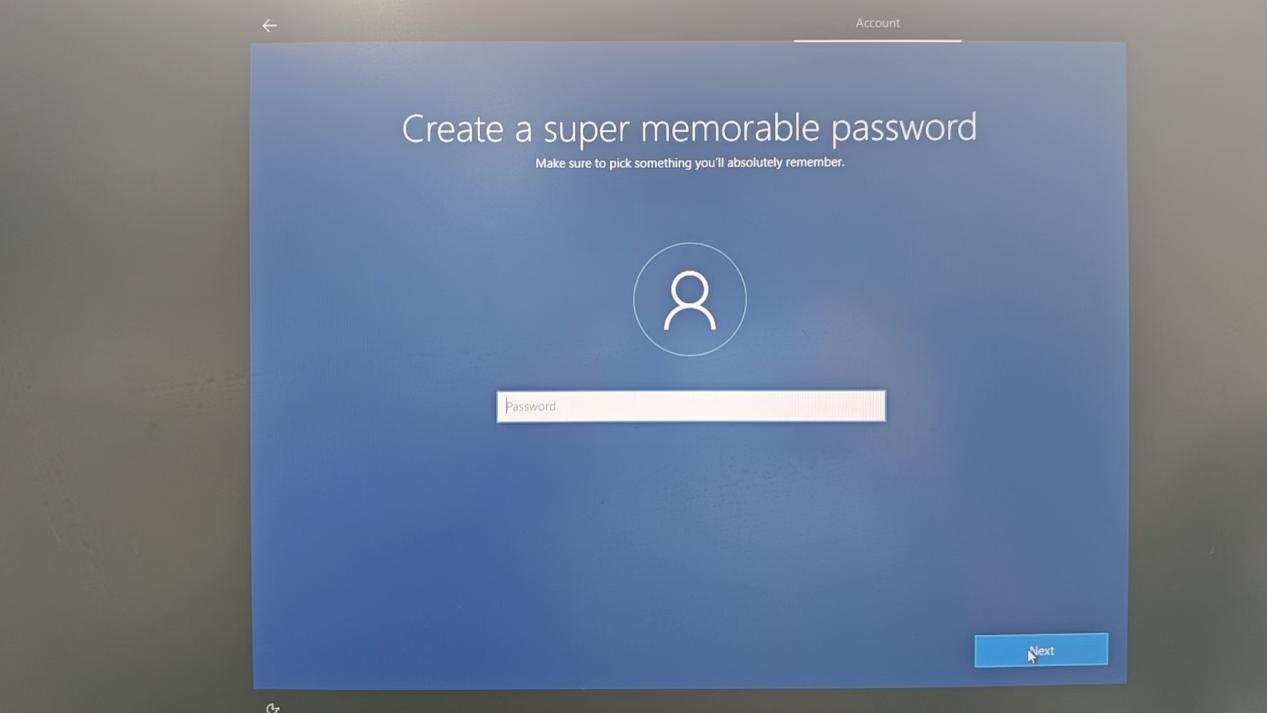 Account
Create a super memorable password
Make sure to pick something you'll absolutely remember.
Password
Next